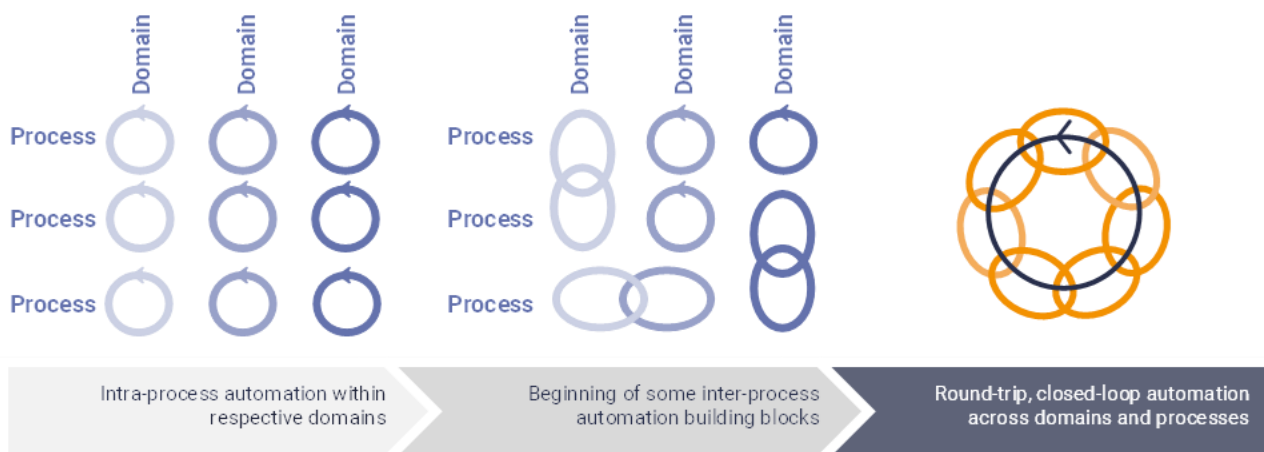 Domain
Domain
Domain
Process
Process
Process
Domain
Domain
Domain
Process
Process
Process
Intra-process automation within
respective domains
Beginning of some inter-process
automation building blocks
Round-trip, closed-loop automation
across domains and processes